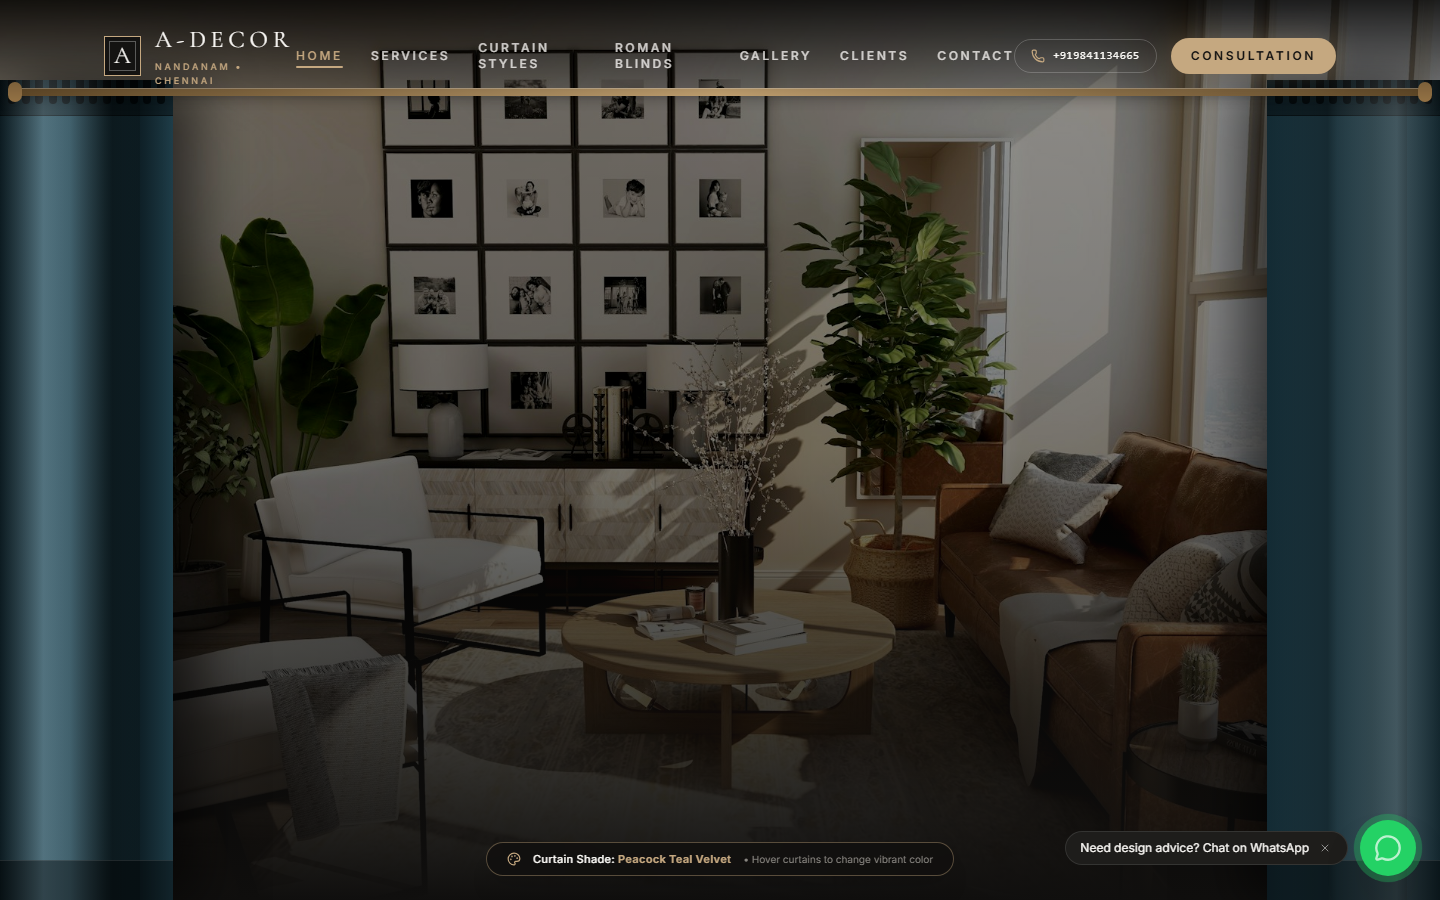 A
A-DECOR
NANDANAM •
CHENNAI
HOME
SERVICES
CURTAIN
STYLES
ROMAN
BLINDS
GALLERY
CLIENTS
CONTACT
+919841134665
CONSULTATION
Curtain Shade: Peacock Teal Velvet • Hover curtains to change vibrant color
Need design advice? Chat on WhatsApp ×